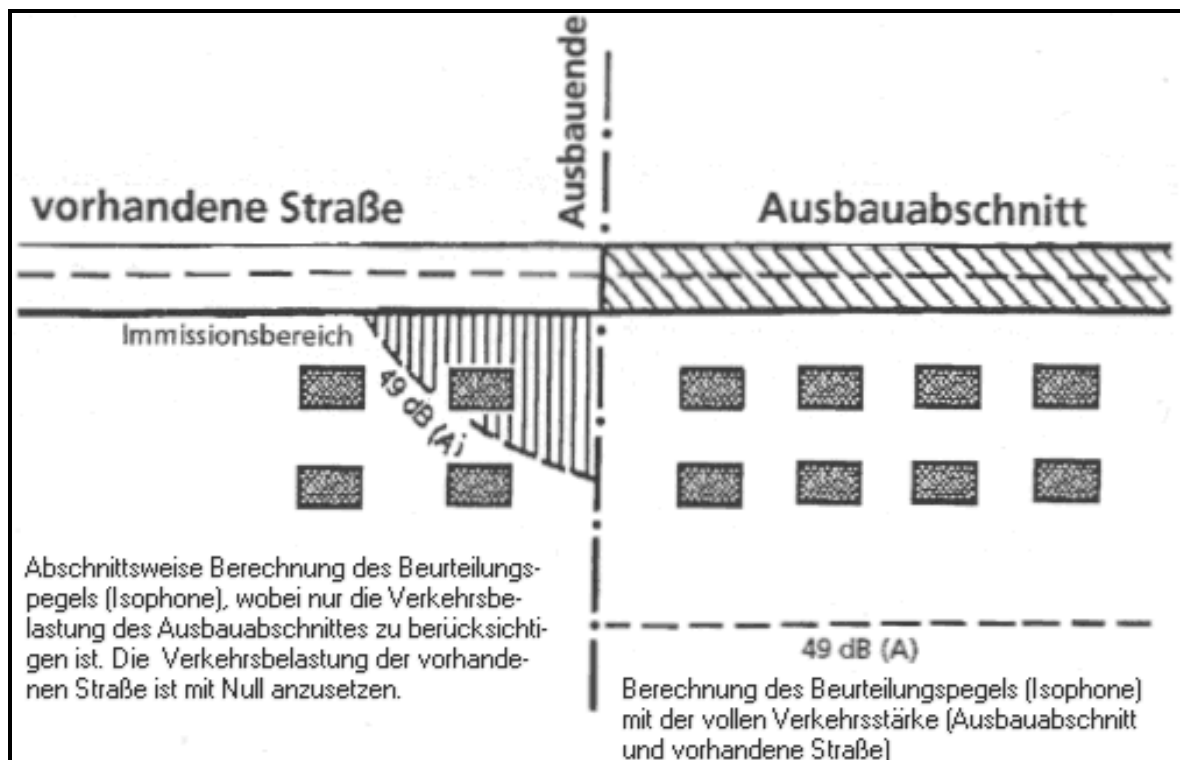 Ausbauende
vorhandene Straße
Ausbauabschnitt
Immissionsbereich
49 dB (A)
Abschnittsweise Berechnung des Beurteilungs-
pegels (Isophone), wobei nur die Verkehrsbe-
lastung des Ausbauabschnittes zu berücksichti-
gen ist. Die Verkehrsbelastung der vorhande-
nen Straße ist mit Null anzusetzen.
49 dB (A)
Berechnung des Beurteilungspegels (Isophone)
mit der vollen Verkehrsstärke (Ausbauabschnitt
und vorhandene Straße)